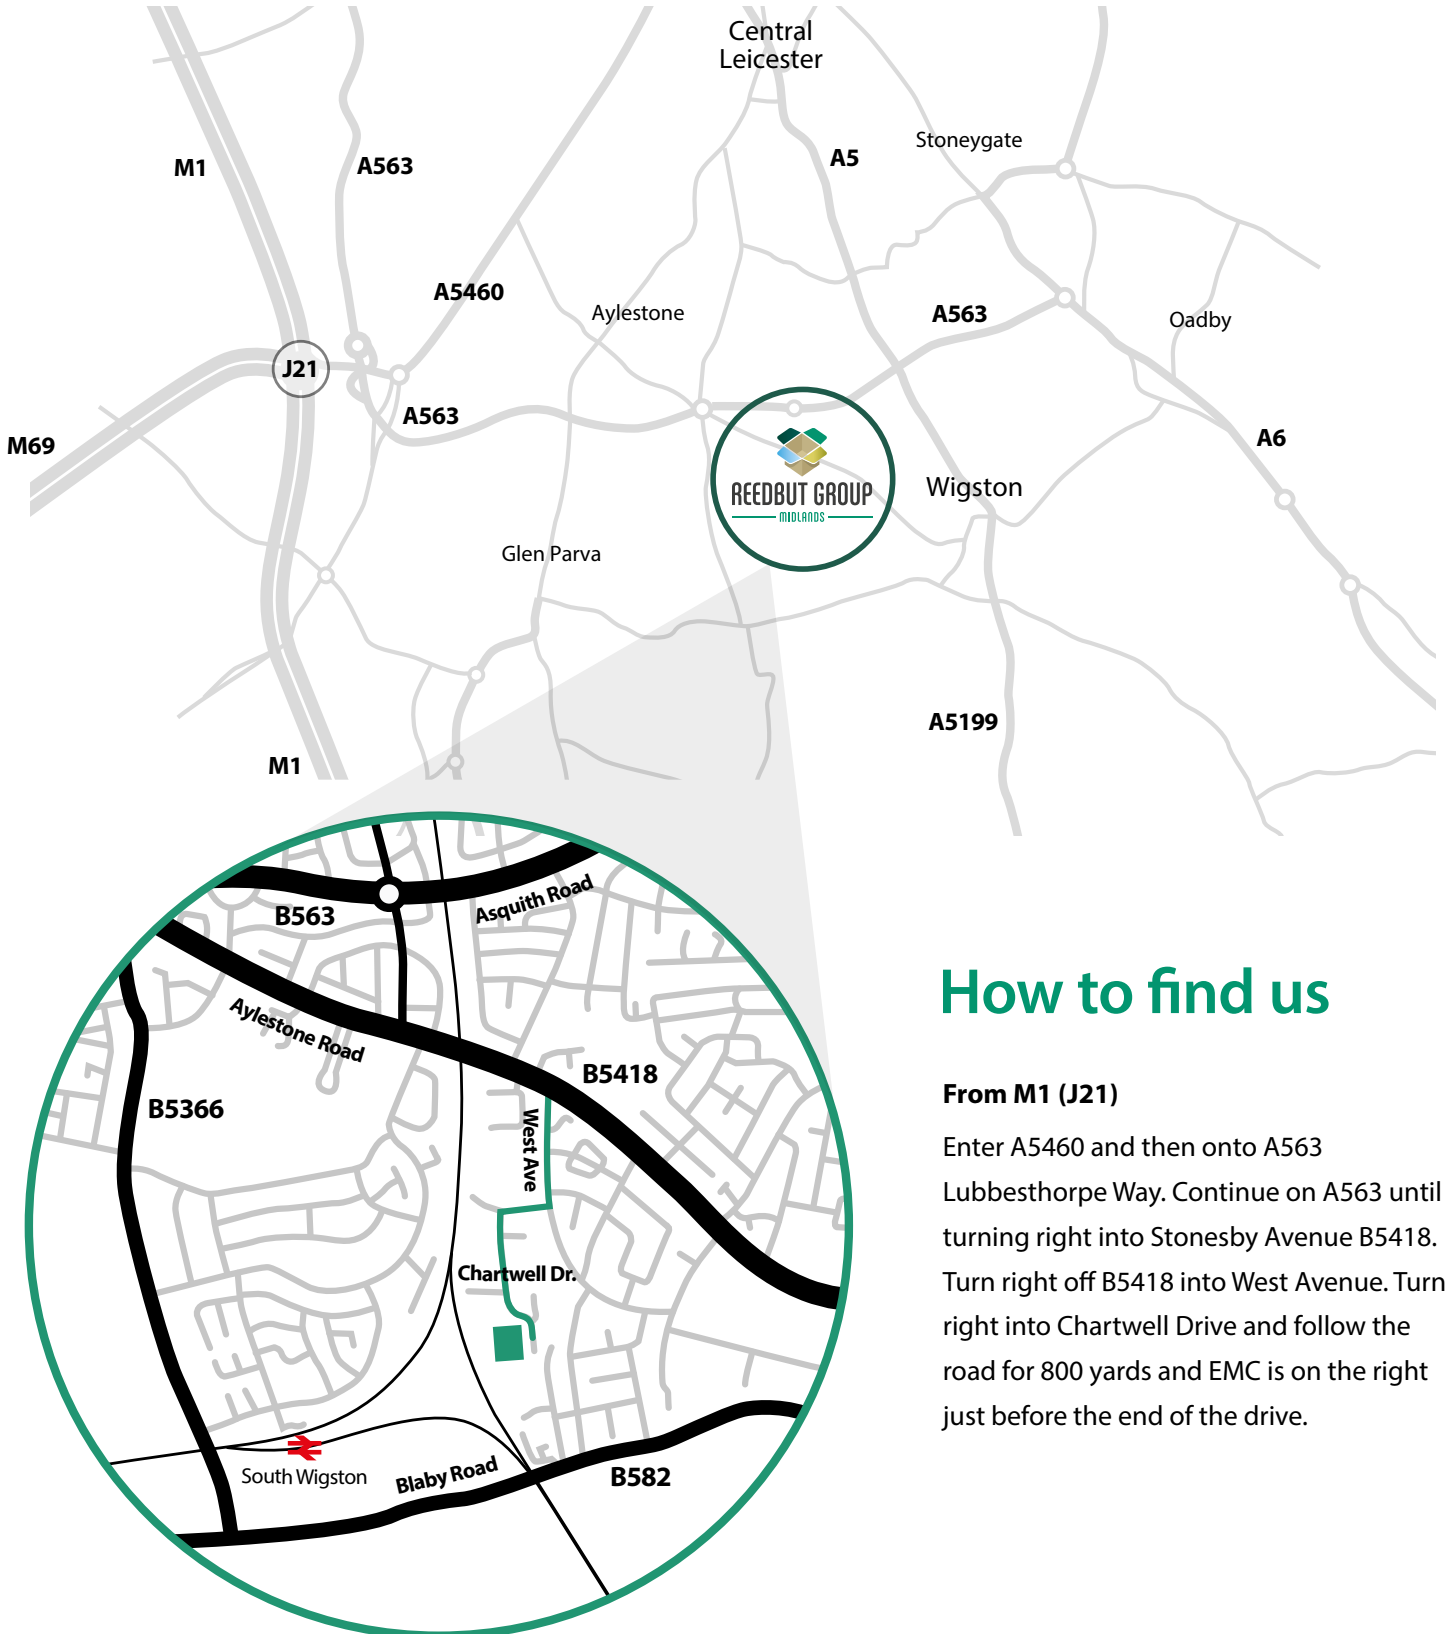 Central
Leicester
Stoneygate
A5
M1
A563
A5460
Aylestone
A563
Oadby
J21
A563
M69
A6
REEDBUT GROUP
MIDLANDS
Wigston
Glen Parva
A5199
M1
B563
Asquith Road
Aylestone Road
B5418
B5366
West Ave
Chartwell Dr.
South Wigston
Blaby Road
B582
How to find us
From M1 (J21)
Enter A5460 and then onto A563
Lubbesthorpe Way. Continue on A563 until
turning right into Stonesby Avenue B5418.
Turn right off B5418 into West Avenue. Turn
right into Chartwell Drive and follow the
road for 800 yards and EMC is on the right
just before the end of the drive.